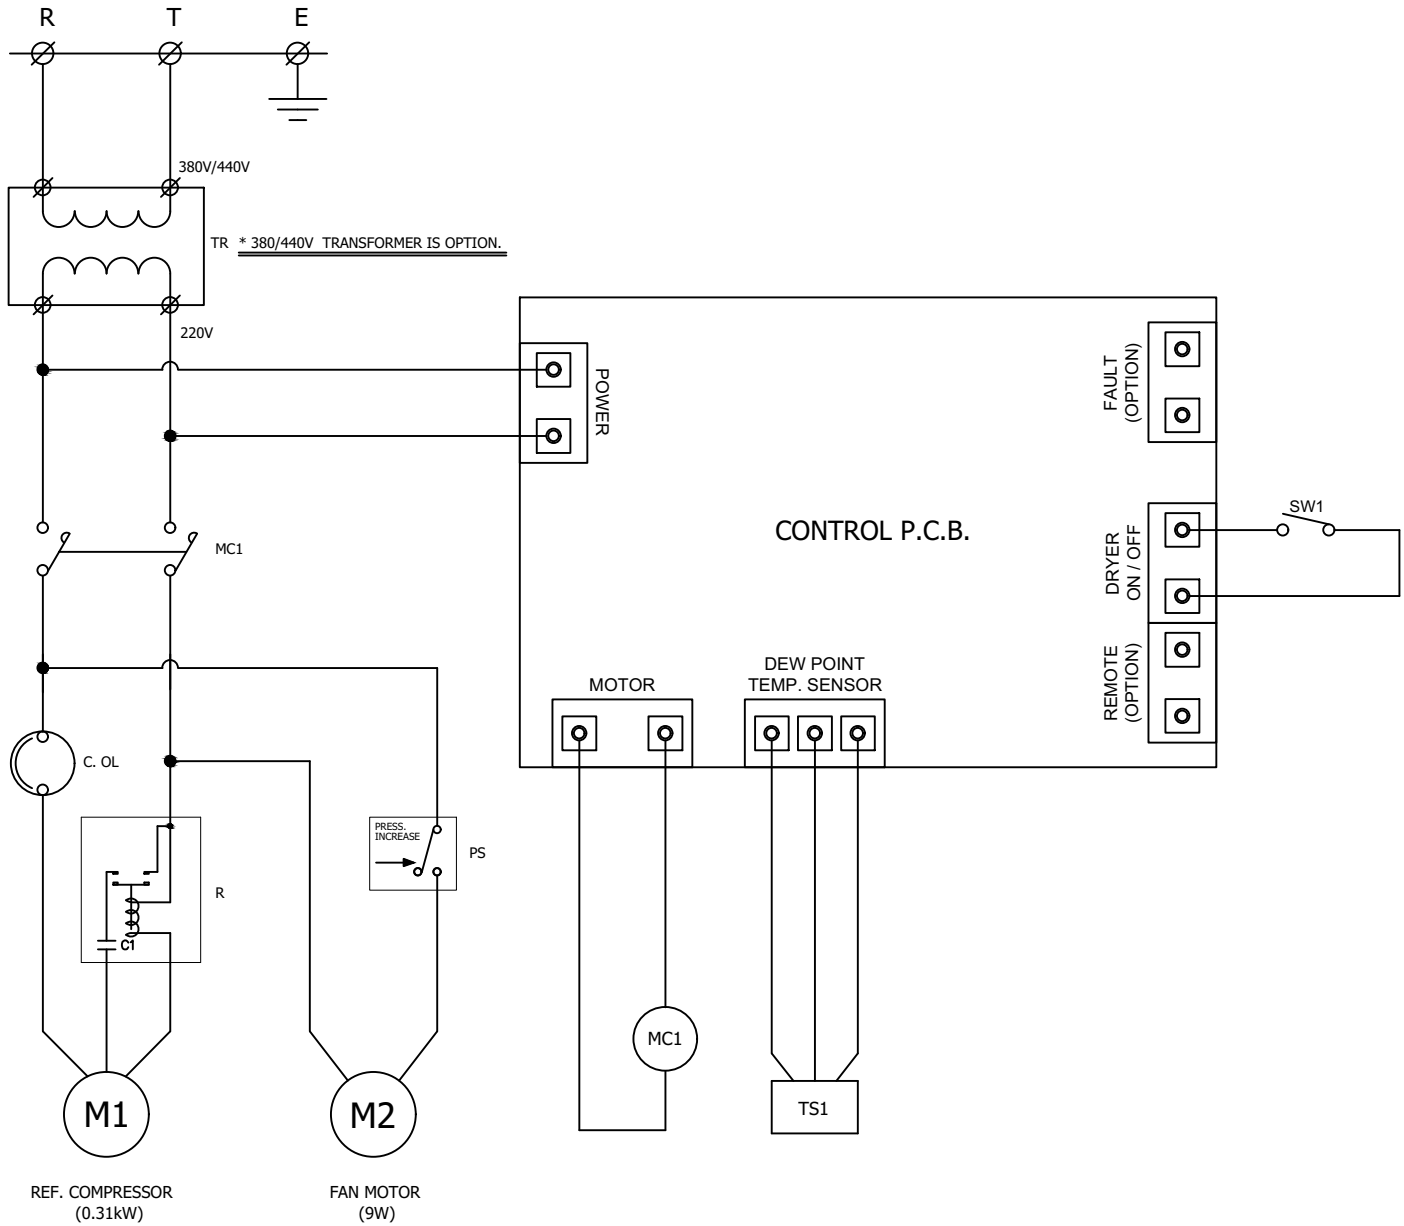 R T E
380V/440V
TR * 380/440V TRANSFORMER IS OPTION.
220V
POWER
FAULT
(OPTION)
CONTROL P.C.B.
SW1
DRYER
ON / OFF
MC1
REMOTE
(OPTION)
MOTOR
DEW POINT
TEMP. SENSOR
C. OL
PRESS.
INCREASE
PS
R
C1
MC1
TS1
M1
M2
REF. COMPRESSOR
(0.31kW)
FAN MOTOR
(9W)